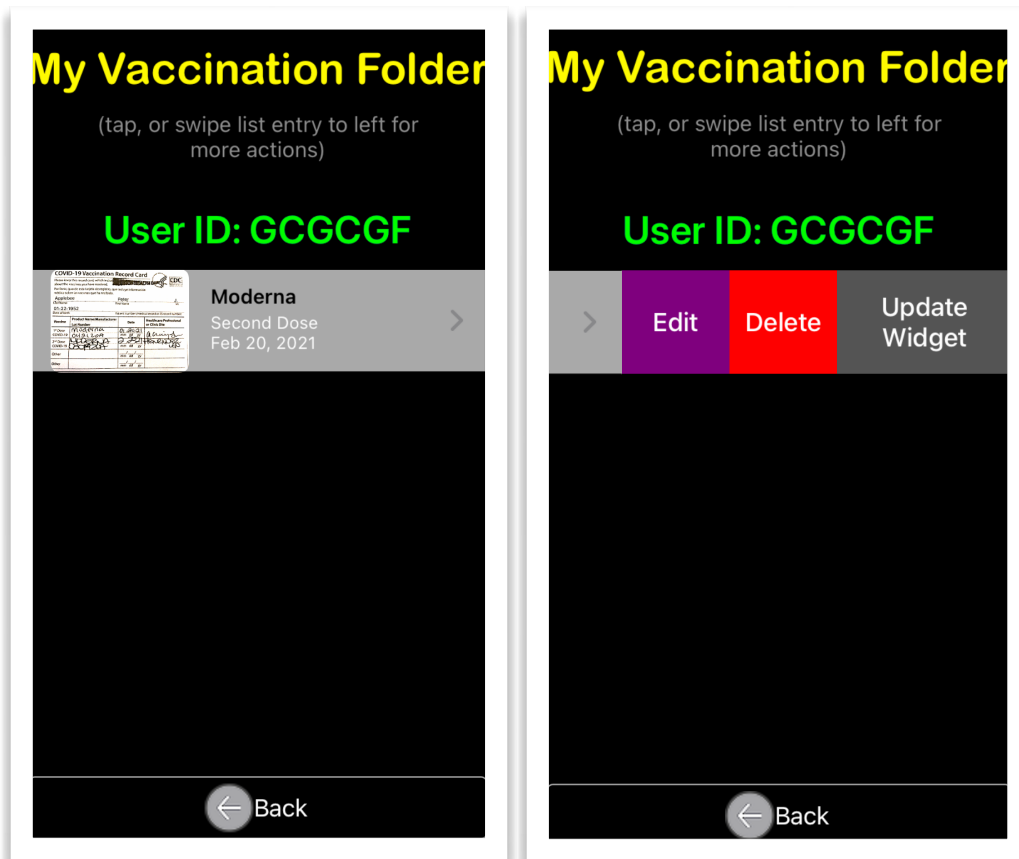 My Vaccination Folder
(tap, or swipe list entry to left for
more actions)
User ID: GCGCGF
COVID-19 Vaccination Record Card
CDC
Moderna
Second Dose
Feb 20, 2021
Back
My Vaccination Folder
(tap, or swipe list entry to left for
more actions)
User ID: GCGCGF
Edit
Delete
Update
Widget
Back